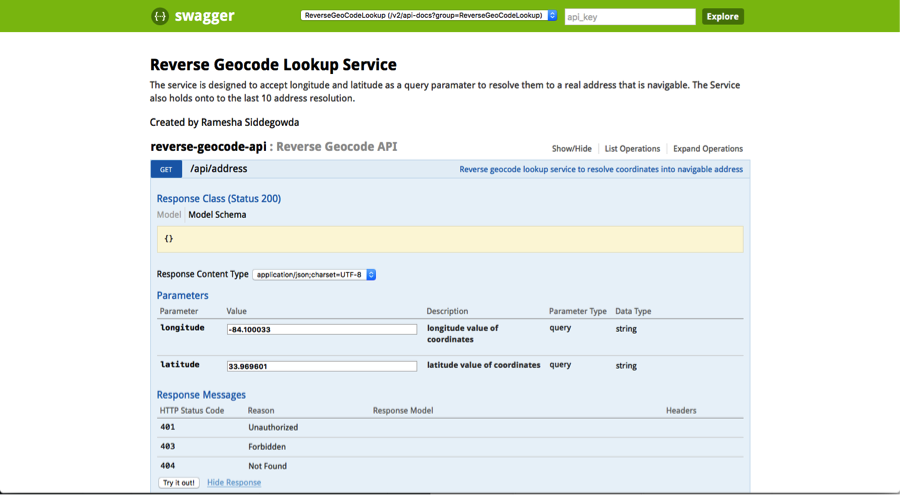 {···} swagger
ReverseGeoCodeLookup (/v2/api-docs?group=ReverseGeoCodeLookup)
api_key
Explore
Reverse Geocode Lookup Service
The service is designed to accept longitude and latitude as a query paramater to resolve them to a real address that is navigable. The Service
also holds onto to the last 10 address resolution.
Created by Ramesha Siddegowda
reverse-geocode-api : Reverse Geocode API
Show/Hide List Operations Expand Operations
GET /api/address Reverse geocode lookup service to resolve coordinates into navigable address
Response Class (Status 200)
Model Model Schema
{}
Response Content Type application/json;charset=UTF-8
Parameters
Parameter Value Description Parameter Type Data Type
longitude -84.100033 longitude value of query string
coordinates
latitude 33.969601 latitude value of coordinates query string
Response Messages
HTTP Status Code Reason Response Model Headers
401 Unauthorized
403 Forbidden
404 Not Found
Try it out! Hide Response